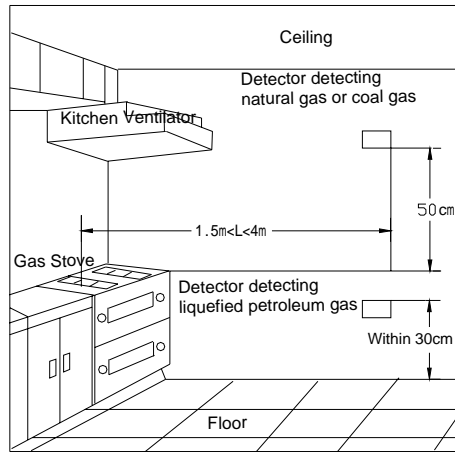 Ceiling
Detector detecting
natural gas or coal gas
Kitchen Ventilator
50cm
1.5m<L<4m
Gas Stove
Detector detecting
liquefied petroleum gas
Within 30cm
Floor